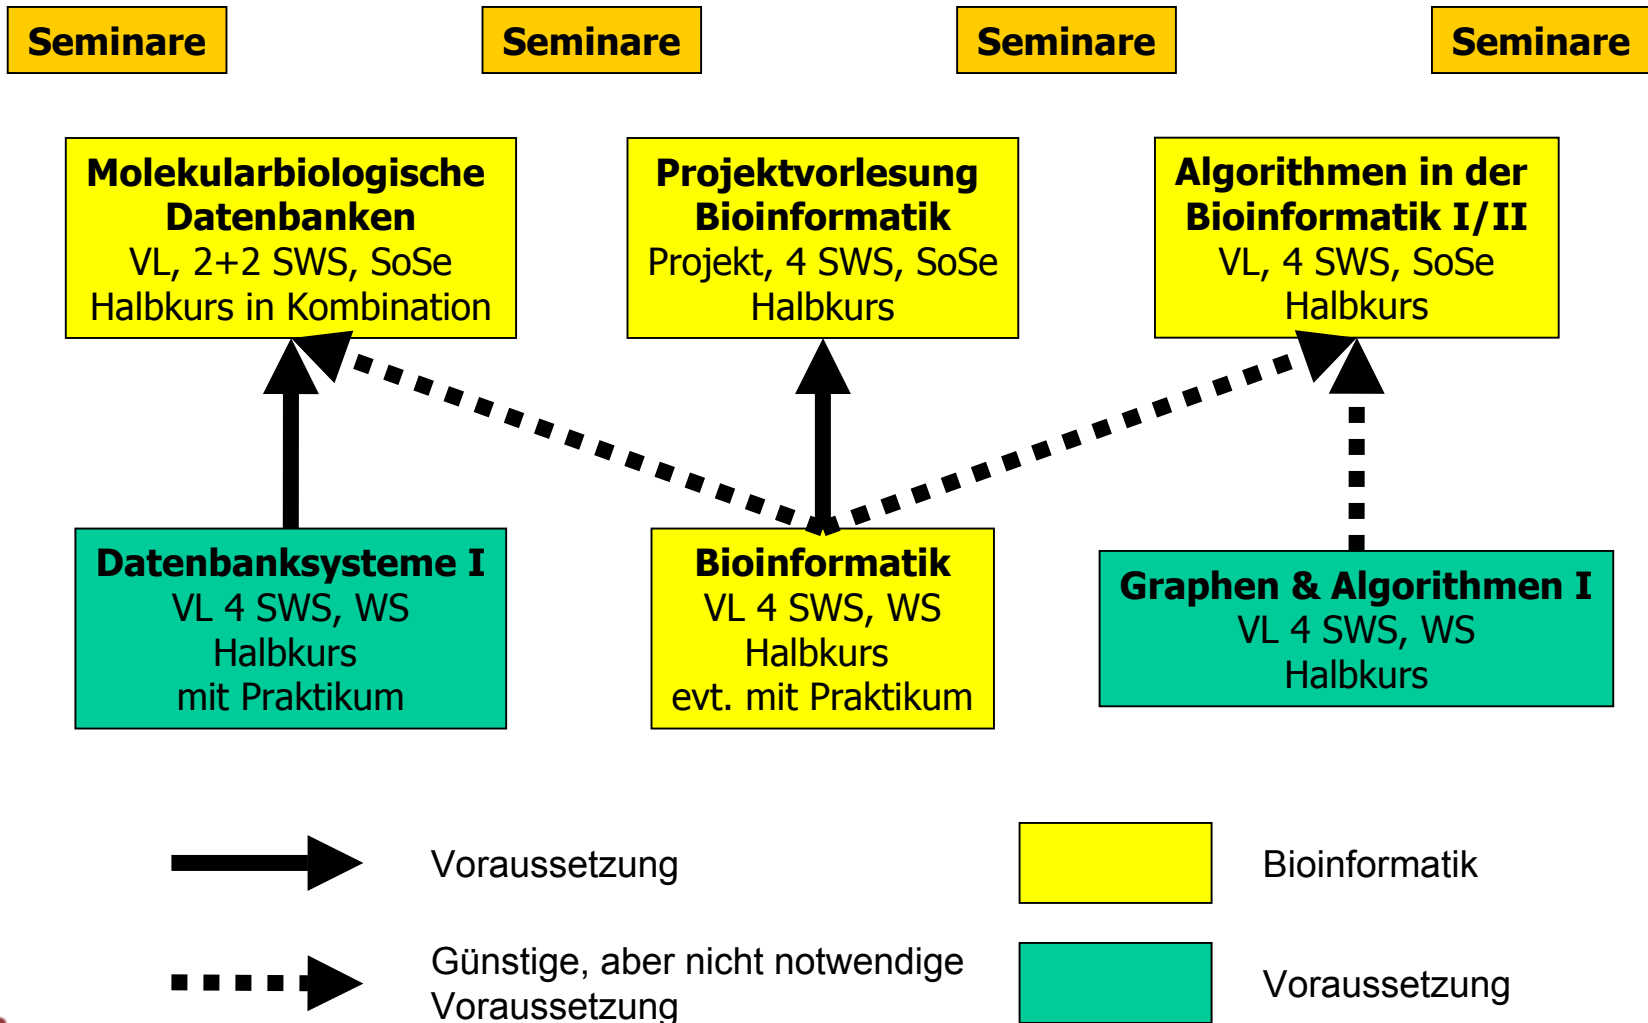 Seminare
Seminare
Seminare
Seminare
Molekularbiologische
Datenbanken
VL, 2+2 SWS, SoSe
Halbkurs in Kombination
Projektvorlesung
Bioinformatik
Projekt, 4 SWS, SoSe
Halbkurs
Algorithmen in der
Bioinformatik I/II
VL, 4 SWS, SoSe
Halbkurs
Datenbanksysteme I
VL 4 SWS, WS
Halbkurs
mit Praktikum
Bioinformatik
VL 4 SWS, WS
Halbkurs
evt. mit Praktikum
Graphen & Algorithmen I
VL 4 SWS, WS
Halbkurs
Voraussetzung
Bioinformatik
Günstige, aber nicht notwendige
Voraussetzung
Voraussetzung